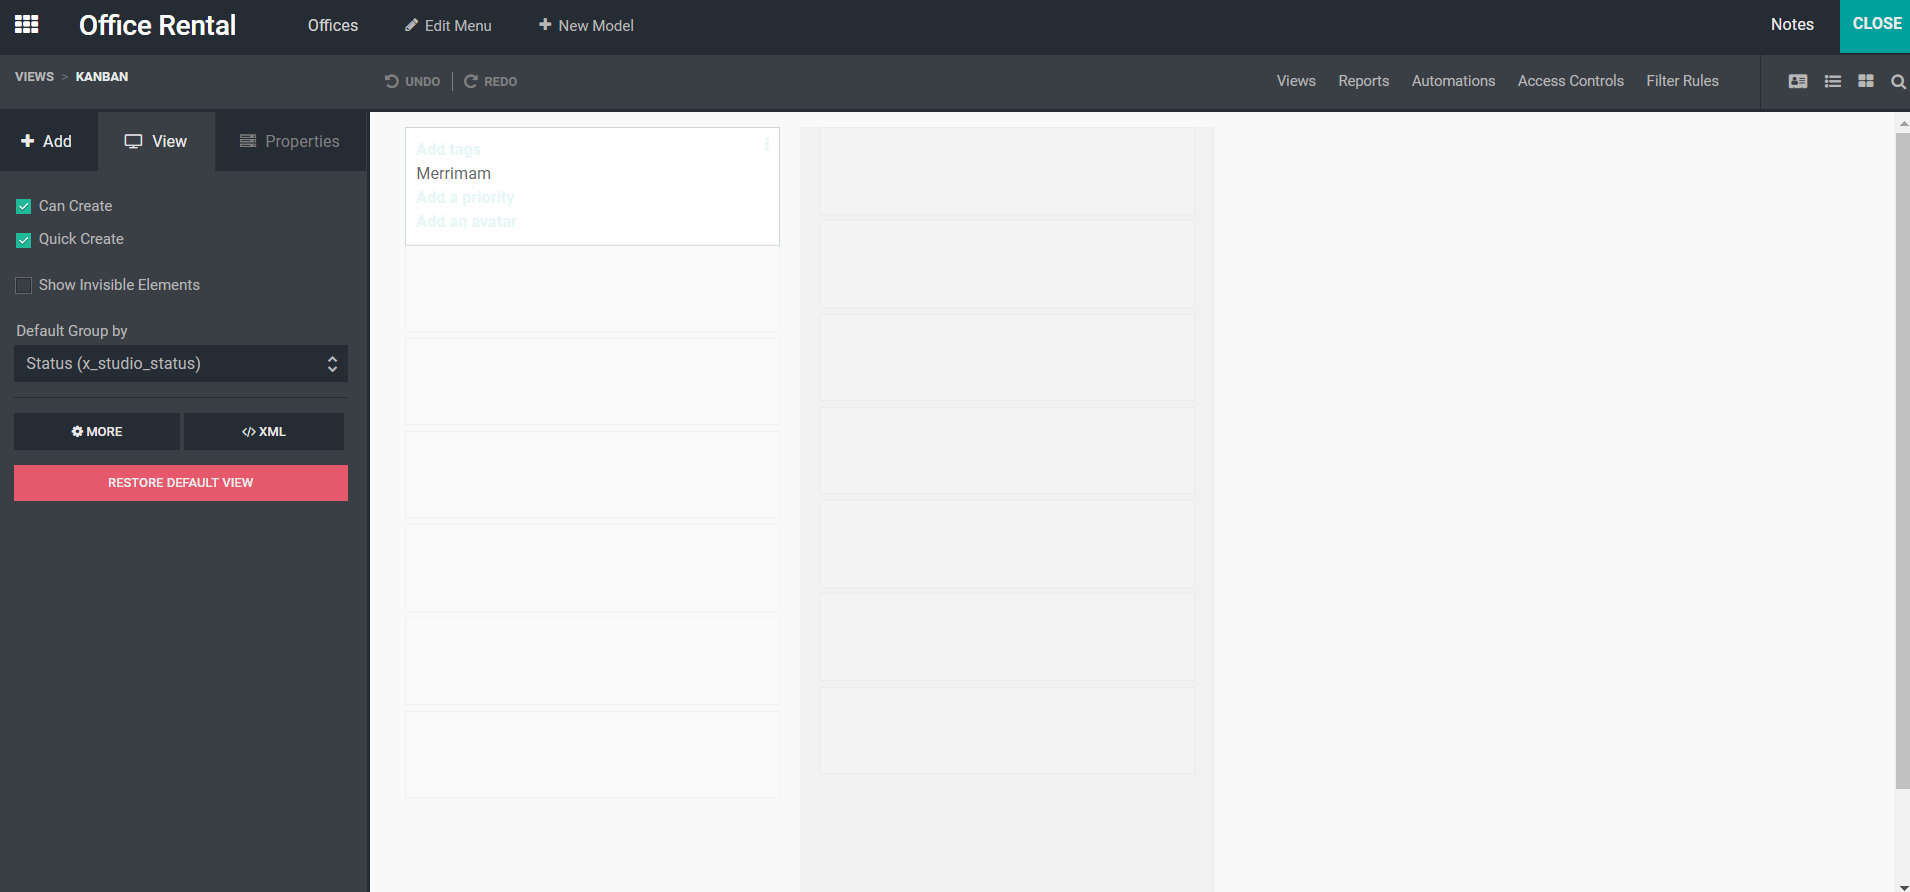 Office Rental
Offices
Edit Menu
New Model
Notes
CLOSE
VIEWS > KANBAN
UNDO
REDO
Views
Reports
Automations
Access Controls
Filter Rules
Add
View
Properties
Can Create
Quick Create
Show Invisible Elements
Default Group by
Status (x_studio_status)
MORE
</> XML
RESTORE DEFAULT VIEW
Add tags
Merrimam
Add a priority
Add an avatar